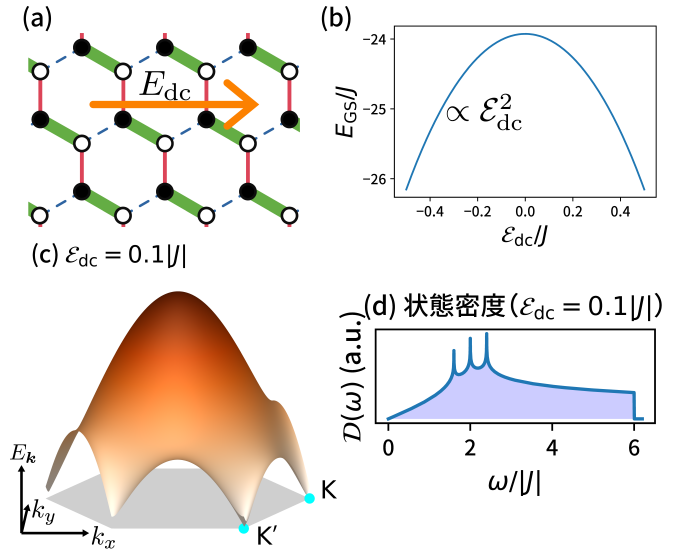 (a)
E_dc
(b)
E_GS/J
−24
−25
−26
∝ ℰ²_dc
−0.4 −0.2 0.0 0.2 0.4
ℰ_dc/J
(c) ℰ_dc = 0.1|J|
E_k
k_y
k_x
K
K′
(d) 状態密度(ℰ_dc = 0.1|J|)
𝒟(ω) (a.u.)
0 2 4 6
ω/|J|